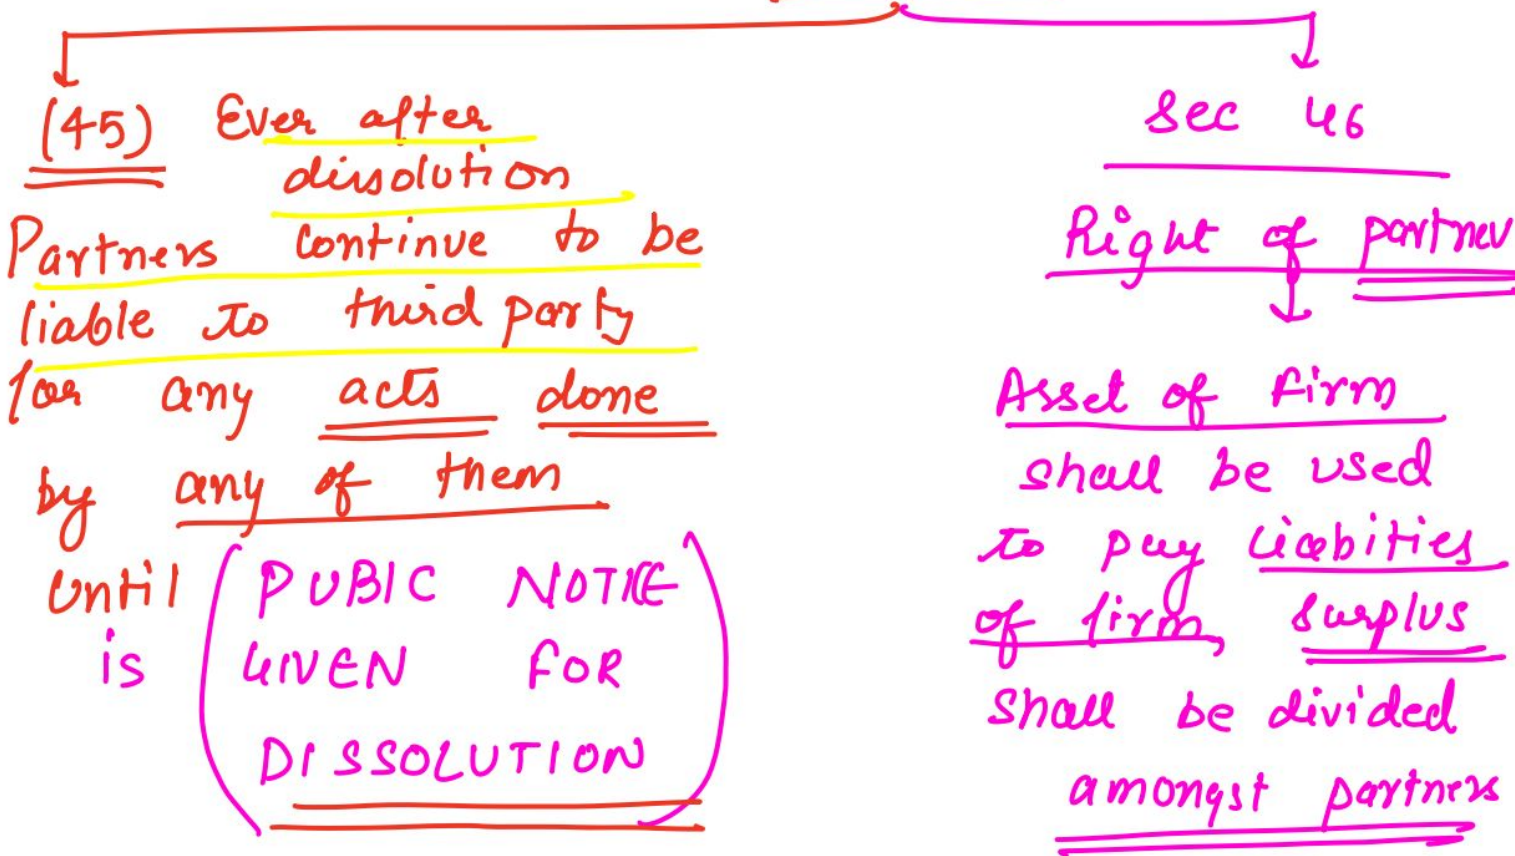 (45) Ever after
dissolution
Partners continue to be
liable to third party
for any acts done
by any of them
until (PUBIC NOTICE
is GIVEN FOR
DISSOLUTION)
Sec 46
Right of partner
Asset of firm
shall be used
to pay liabities
of firm, surplus
shall be divided
amongst partners